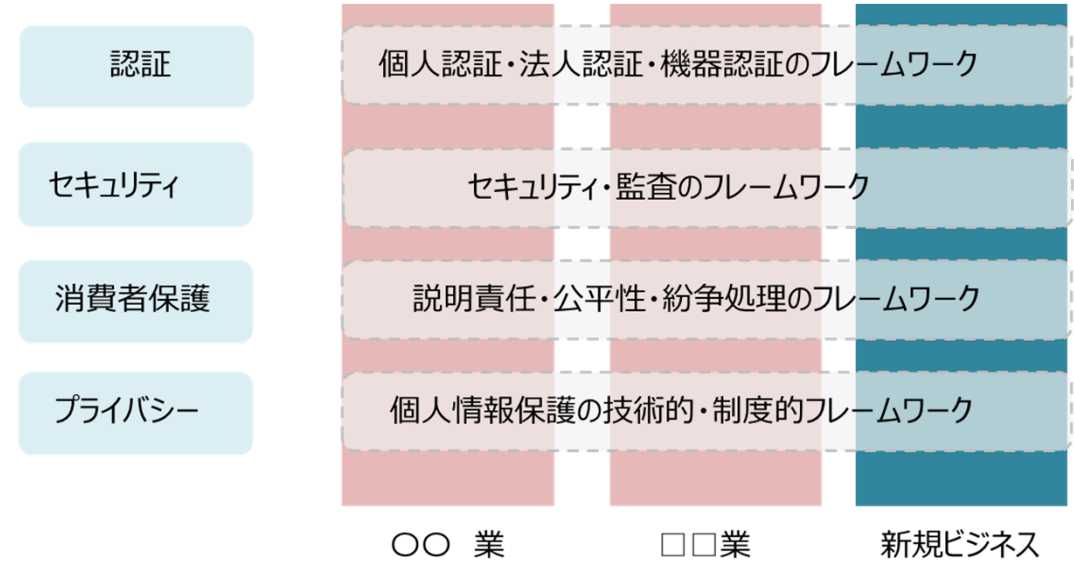 認証
個人認証・法人認証・機器認証のフレームワーク
セキュリティ
セキュリティ・監査のフレームワーク
消費者保護
説明責任・公平性・紛争処理のフレームワーク
プライバシー
個人情報保護の技術的・制度的フレームワーク
〇〇　業
□□業
新規ビジネス